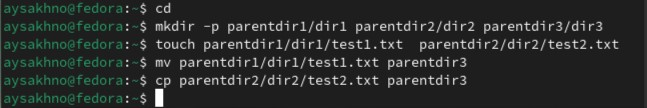 aysakhno@fedora:~$ cd
aysakhno@fedora:~$ mkdir -p parentdir1/dir1 parentdir2/dir2 parentdir3/dir3
aysakhno@fedora:~$ touch parentdir1/dir1/test1.txt  parentdir2/dir2/test2.txt
aysakhno@fedora:~$ mv parentdir1/dir1/test1.txt parentdir3
aysakhno@fedora:~$ cp parentdir2/dir2/test2.txt parentdir3
aysakhno@fedora:~$